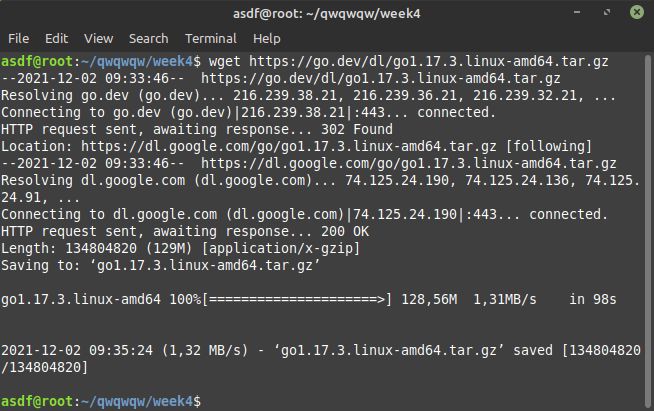 asdf@root: ~/qwqwqw/week4
File Edit View Search Terminal Help
asdf@root:~/qwqwqw/week4$ wget https://go.dev/dl/go1.17.3.linux-amd64.tar.gz
--2021-12-02 09:33:46--  https://go.dev/dl/go1.17.3.linux-amd64.tar.gz
Resolving go.dev (go.dev)... 216.239.38.21, 216.239.36.21, 216.239.32.21, ...
Connecting to go.dev (go.dev)|216.239.38.21|:443... connected.
HTTP request sent, awaiting response... 302 Found
Location: https://dl.google.com/go/go1.17.3.linux-amd64.tar.gz [following]
--2021-12-02 09:33:46--  https://dl.google.com/go/go1.17.3.linux-amd64.tar.gz
Resolving dl.google.com (dl.google.com)... 74.125.24.190, 74.125.24.136, 74.125.
24.91, ...
Connecting to dl.google.com (dl.google.com)|74.125.24.190|:443... connected.
HTTP request sent, awaiting response... 200 OK
Length: 134804820 (129M) [application/x-gzip]
Saving to: ‘go1.17.3.linux-amd64.tar.gz’
go1.17.3.linux-amd64 100%[=====================>] 128,56M  1,31MB/s    in 98s
2021-12-02 09:35:24 (1,32 MB/s) - ‘go1.17.3.linux-amd64.tar.gz’ saved [134804820
/134804820]
asdf@root:~/qwqwqw/week4$